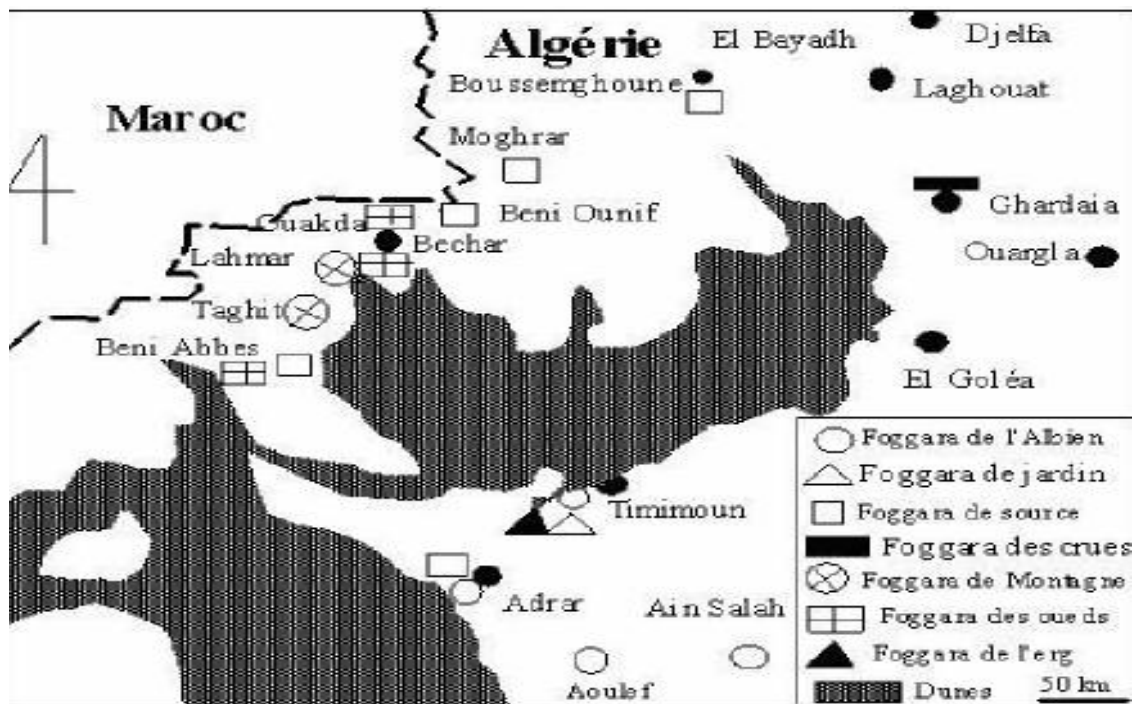 Algérie
El Bayadh
Djelfa
Boussemghoune
Laghouat
Maroc
Moghrar
Ghardaia
Beni Ounif
Ouakda
Bechar
Ouargla
Lahmar
Taghit
Beni Abbes
El Goléa
Timimoun
Adrar
Ain Salah
Aoulef
Foggara de l'Albien
Foggara de jardin
Foggara de source
Foggara des crues
Foggara de Montagne
Foggara des oueds
Foggara de l'erg
Dunes 50 km